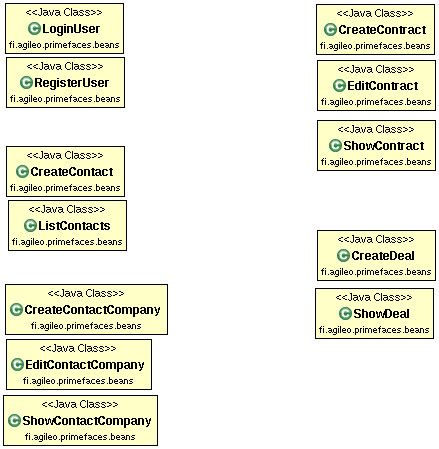 <<Java Class>>
LoginUser
fi.agileo.primefaces.beans
<<Java Class>>
RegisterUser
fi.agileo.primefaces.beans
<<Java Class>>
CreateContact
fi.agileo.primefaces.beans
<<Java Class>>
ListContacts
fi.agileo.primefaces.beans
<<Java Class>>
CreateContactCompany
fi.agileo.primefaces.beans
<<Java Class>>
EditContactCompany
fi.agileo.primefaces.beans
<<Java Class>>
ShowContactCompany
fi.agileo.primefaces.beans
<<Java Class>>
CreateContract
fi.agileo.primefaces.beans
<<Java Class>>
EditContract
fi.agileo.primefaces.beans
<<Java Class>>
ShowContract
fi.agileo.primefaces.beans
<<Java Class>>
CreateDeal
fi.agileo.primefaces.beans
<<Java Class>>
ShowDeal
fi.agileo.primefaces.beans